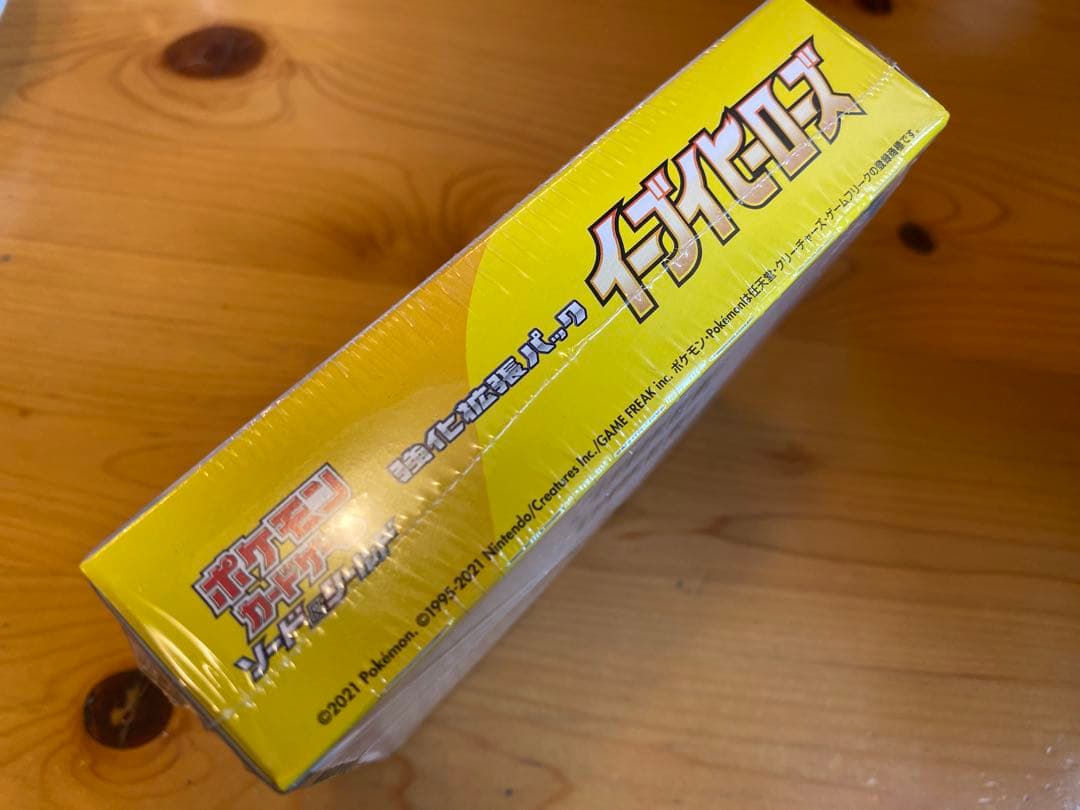 ポケモン
カードゲーム
ソード&シールド
強化拡張パック
イーブイヒーローズ
©2021 Pokémon. ©1995-2021 Nintendo/Creatures Inc./GAME FREAK inc. ポケモン・Pokémonは任天堂・クリーチャーズ・ゲームフリークの登録商標です。